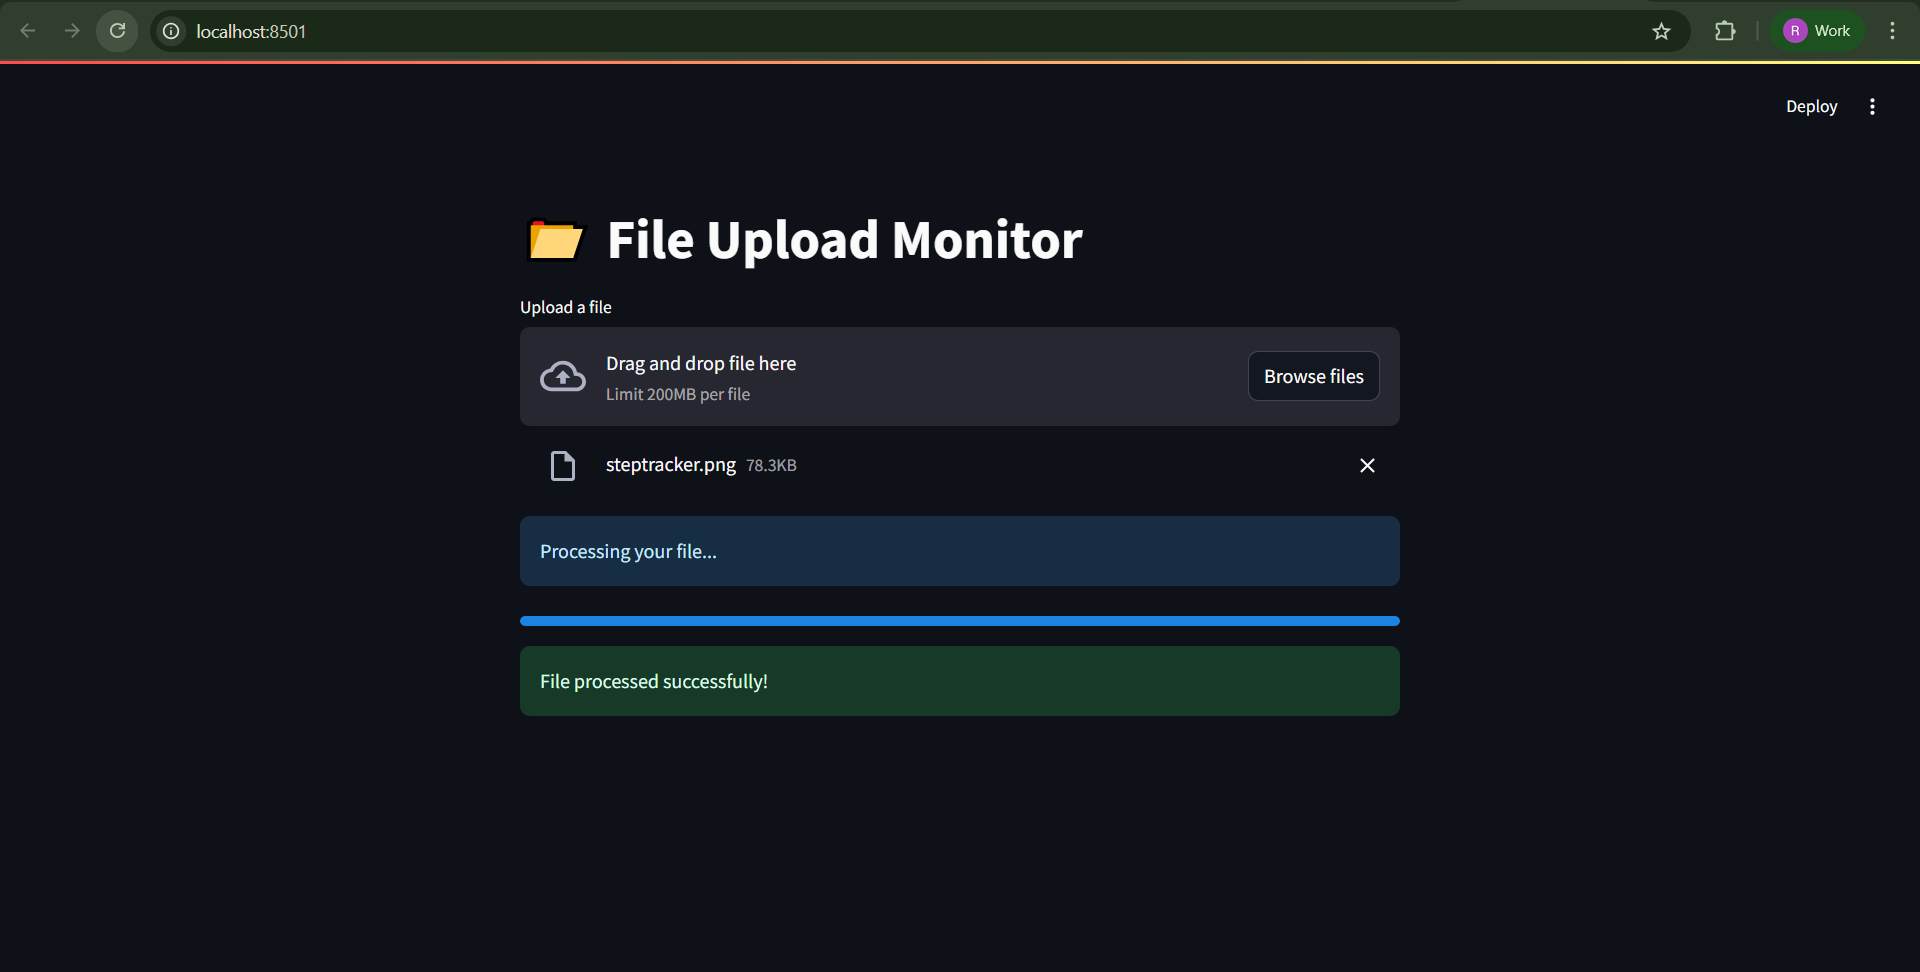 localhost:8501
R Work
Deploy
File Upload Monitor
Upload a file
Drag and drop file here
Limit 200MB per file
Browse files
steptracker.png 78.3KB
Processing your file...
File processed successfully!